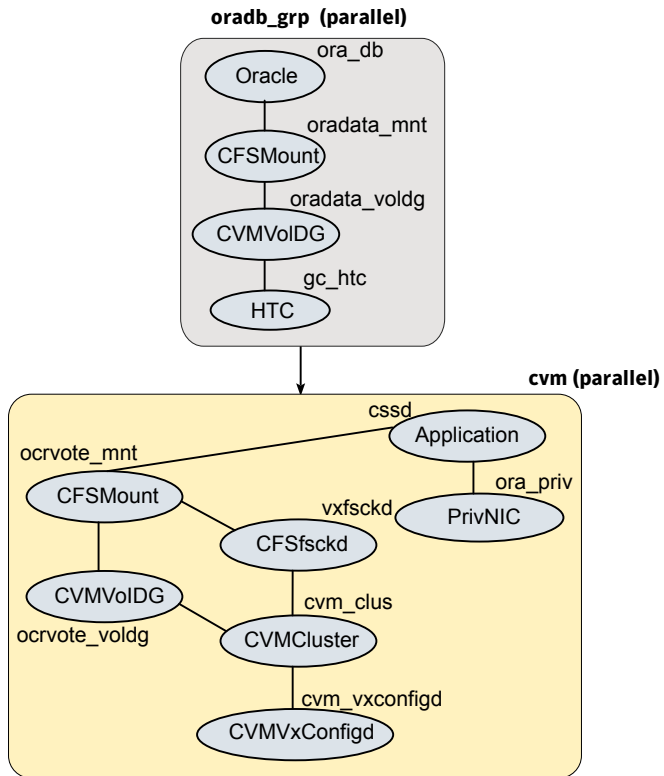 oradb_grp (parallel)
ora_db
Oracle
oradata_mnt
CFSMount
oradata_voldg
CVMVolDG
gc_htc
HTC
cvm (parallel)
cssd
Application
ocrvote_mnt
ora_priv
CFSMount
vxfsckd
PrivNIC
CFSfsckd
CVMVolDG
cvm_clus
ocrvote_voldg
CVMCluster
cvm_vxconfigd
CVMVxConfigd